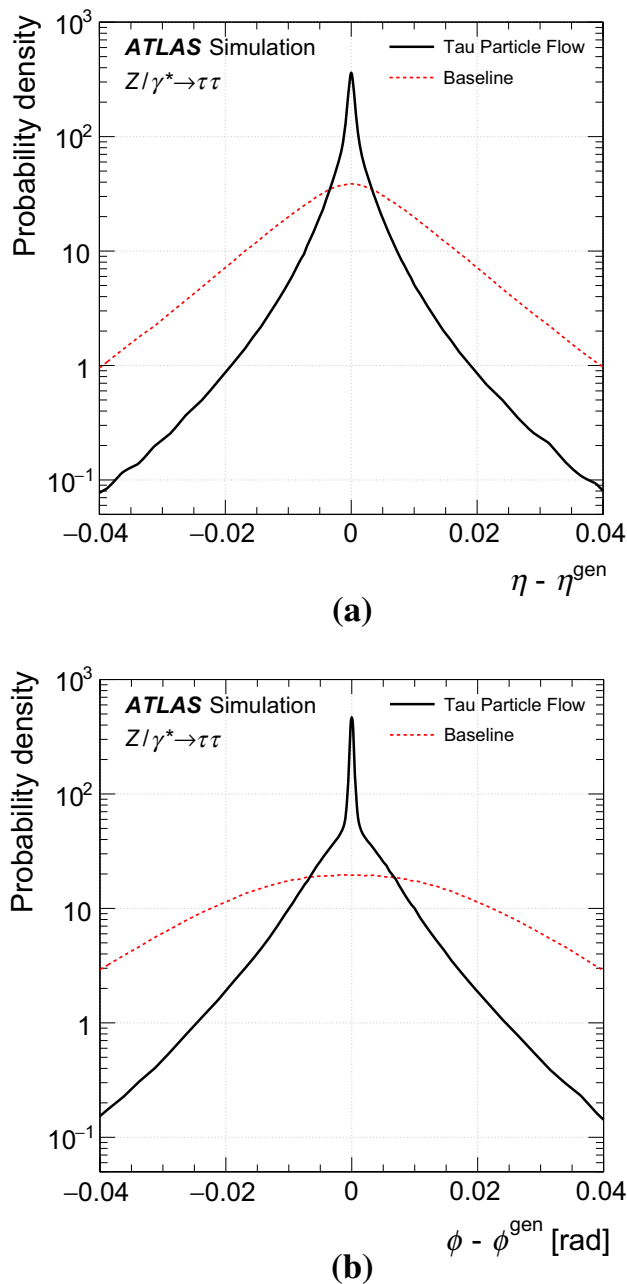 Probability density
10³
10²
10
1
10⁻¹
ATLAS Simulation
Z/γ*→ττ
Tau Particle Flow
Baseline
−0.04 −0.02 0 0.02 0.04
η - η^gen
(a)
Probability density
10³
10²
10
1
10⁻¹
ATLAS Simulation
Z/γ*→ττ
Tau Particle Flow
Baseline
−0.04 −0.02 0 0.02 0.04
ϕ - ϕ^gen [rad]
(b)